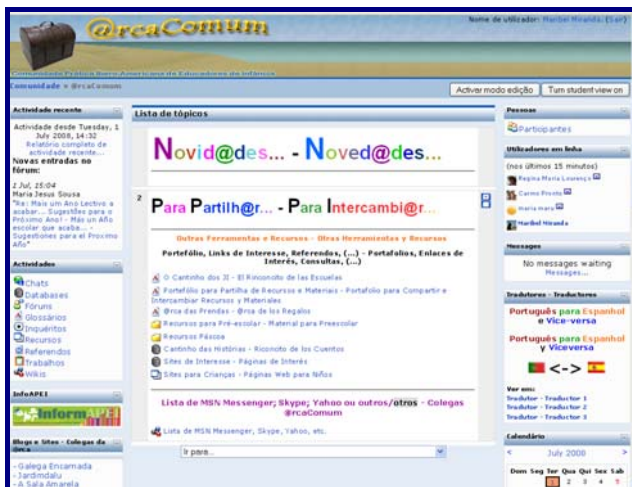 @rcaComum
Nome de utilizador: Maribel Miranda. (Sair)
Comunidade Prática Ibero-Americana de Educadores de Infância
Comunidade » @rcaComum
Activar modo edição
Turn student view on
Actividade recente
Actividade desde Tuesday, 1 July 2008, 14:32
Relatório completo de actividade recente...
Novas entradas no fórum:
1 Jul, 15:04
Maria Jesus Sousa
"Re: Mais um Ano Lectivo a acabar... Sugestões para o Próximo Ano! - Más un Año escolar que acaba... - Sugestiones para el Proximo Año"
Actividades
Chats
Databases
Fóruns
Glossários
Inquéritos
Recursos
Referendos
Trabalhos
Wikis
InfoAPEI
Inform APEI
Blogs e Sites - Colegas da @rca
- Galega Encarnada
- Jardimdalu
- A Sala Amarela
Lista de tópicos
Novid@des... - Noved@des...
2
Para Partilh@r... - Para Intercambi@r...
Outras Ferramentas e Recursos - Otras Herramientas y Recursos
Portefólio, Links de Interesse, Referendos, (...) - Portafolios, Enlaces de Interés, Consultas, (...)
O Cantinho dos JI - El Rinconcito de las Escuelas
Portefólio para Partilha de Recursos e Materiais - Portafolio para Compartir e Intercambiar Recursos y Materiales
@rca das Prendas - @rca de los Regalos
Recursos para Pré-escolar - Material para Preescolar
Recursos Páscoa
Cantinho das Histórias - Riconcito de los Cuentos
Sites de Interesse - Páginas de Interés
Sites para Crianças - Páginas Web para Niños
Lista de MSN Messenger; Skype; Yahoo ou outros/otros - Colegas @rcaComum
Lista de MSN Messenger, Skype, Yahoo, etc.
Ir para...
Pessoas
Participantes
Utilizadores em linha
(nos últimos 15 minutos)
Regina Maria Lourenço
Carme
maria mara
Maribel Miranda
Messages
No messages waiting
Messages...
Tradutores - Traductores
Português para Espanhol e Vice-versa
Português para Espanhol y Viceversa
<->
Ver em:
Tradutor - Traductor 1
Tradutor - Traductor 2
Tradutor - Traductor 3
Calendário
< July 2008 >
Dom Seg Ter Qua Qui Sex Sab
1 2 3 4 5